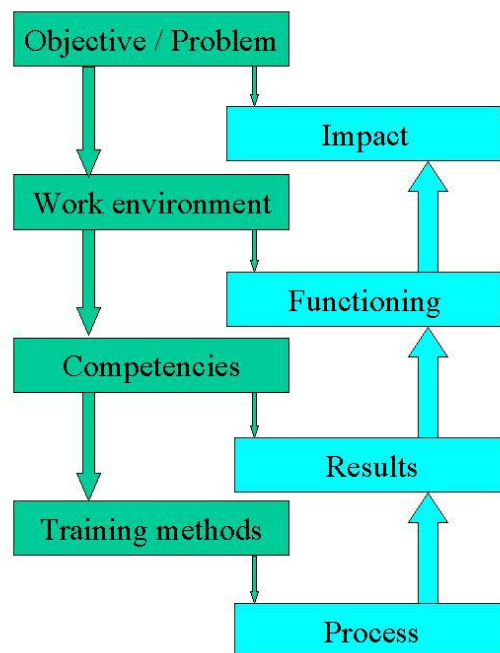 Objective / Problem
Impact
Work environment
Functioning
Competencies
Results
Training methods
Process